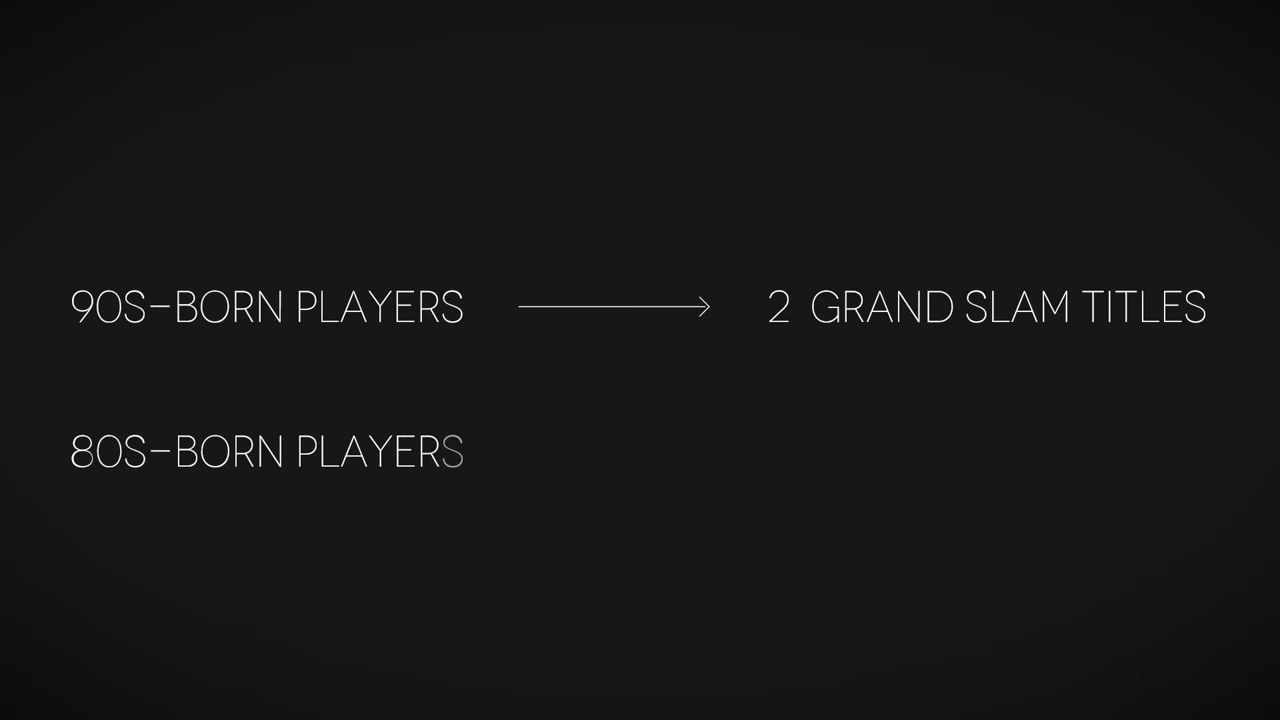 90S–BORN PLAYERS → 2 GRAND SLAM TITLES
80S–BORN PLAYERS